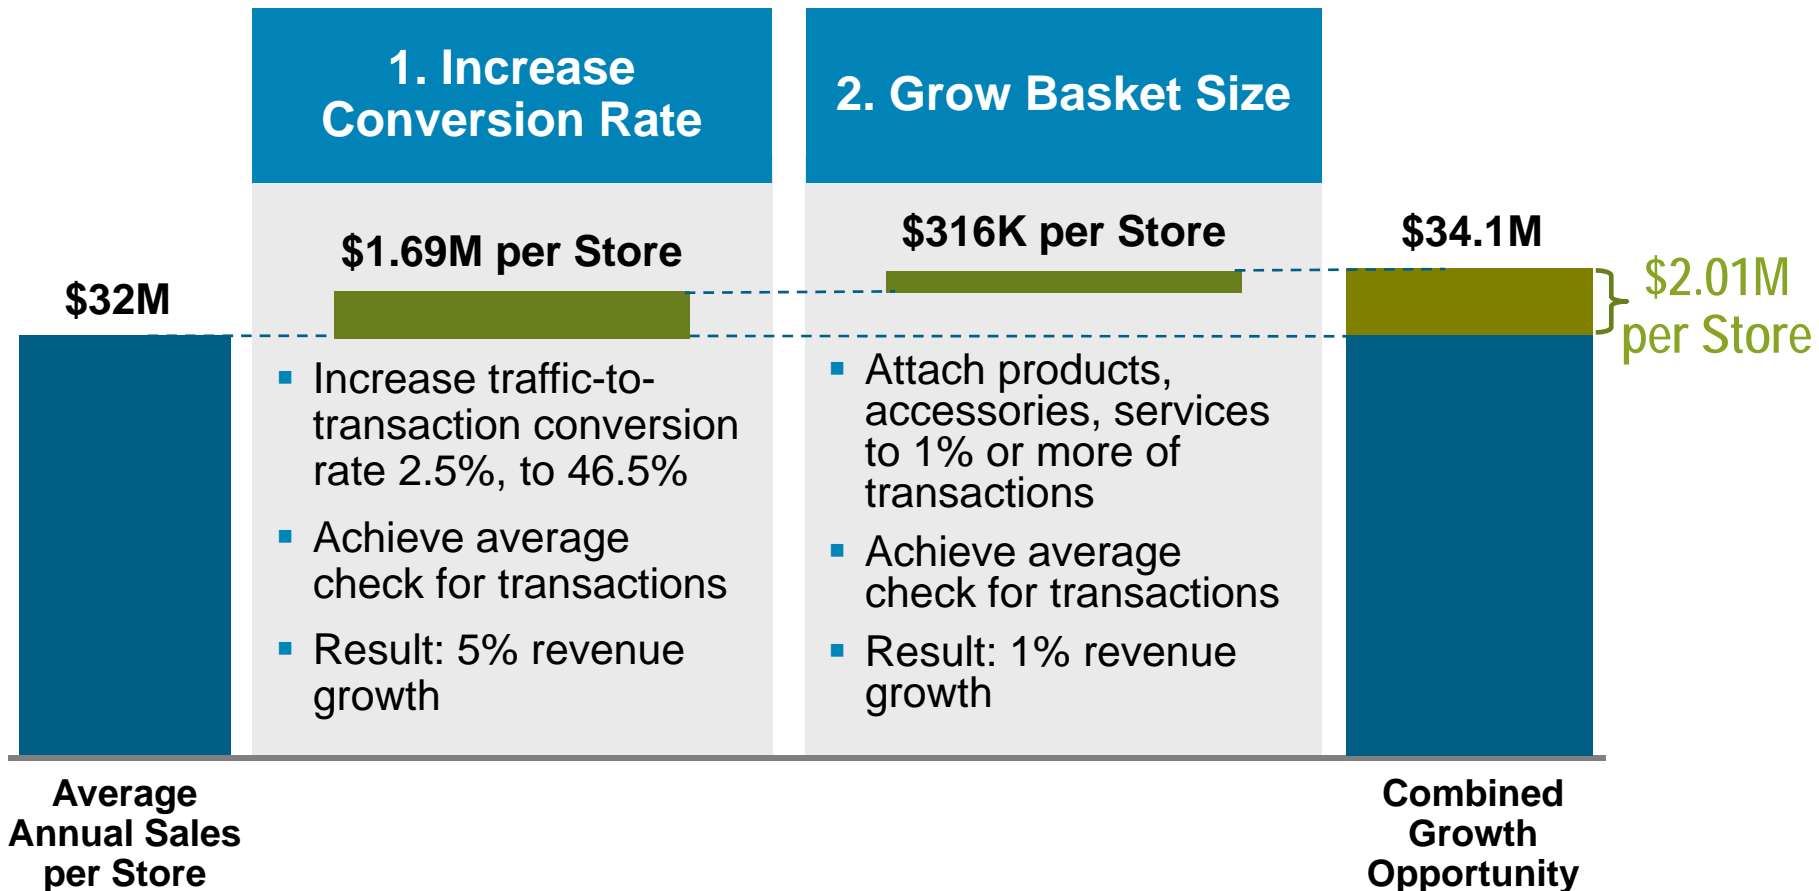 1. Increase
Conversion Rate
2. Grow Basket Size
$32M
$1.69M per Store
$316K per Store
$34.1M
$2.01M
per Store
▪ Increase traffic-to-
transaction conversion
rate 2.5%, to 46.5%
▪ Achieve average
check for transactions
▪ Result: 5% revenue
growth
▪ Attach products,
accessories, services
to 1% or more of
transactions
▪ Achieve average
check for transactions
▪ Result: 1% revenue
growth
Average
Annual Sales
per Store
Combined
Growth
Opportunity